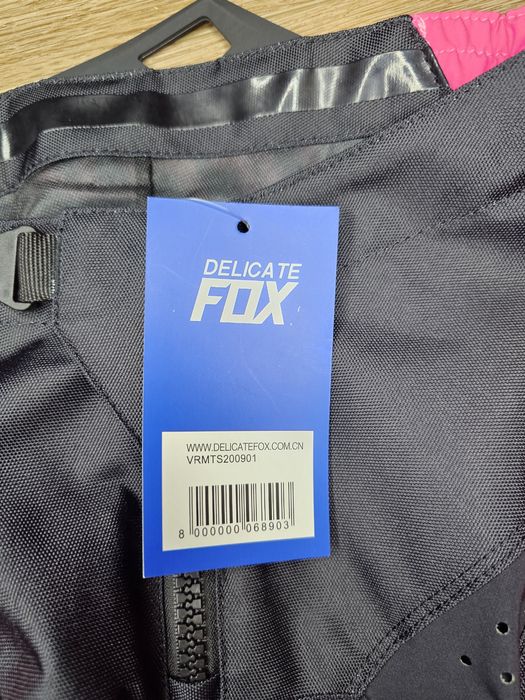 DELICATE
FOX
WWW.DELICATEFOX.COM.CN
VRMTS200901
8 000000 068903